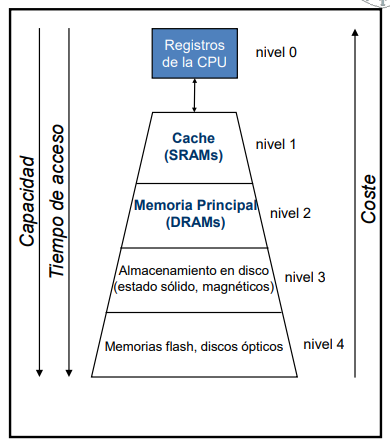 Registros
de la CPU
nivel 0
Cache
(SRAMs)
nivel 1
Memoria Principal
(DRAMs)
nivel 2
Almacenamiento en disco
(estado sólido, magnéticos)
nivel 3
Memorias flash, discos ópticos
nivel 4
Capacidad
Tiempo de acceso
Coste